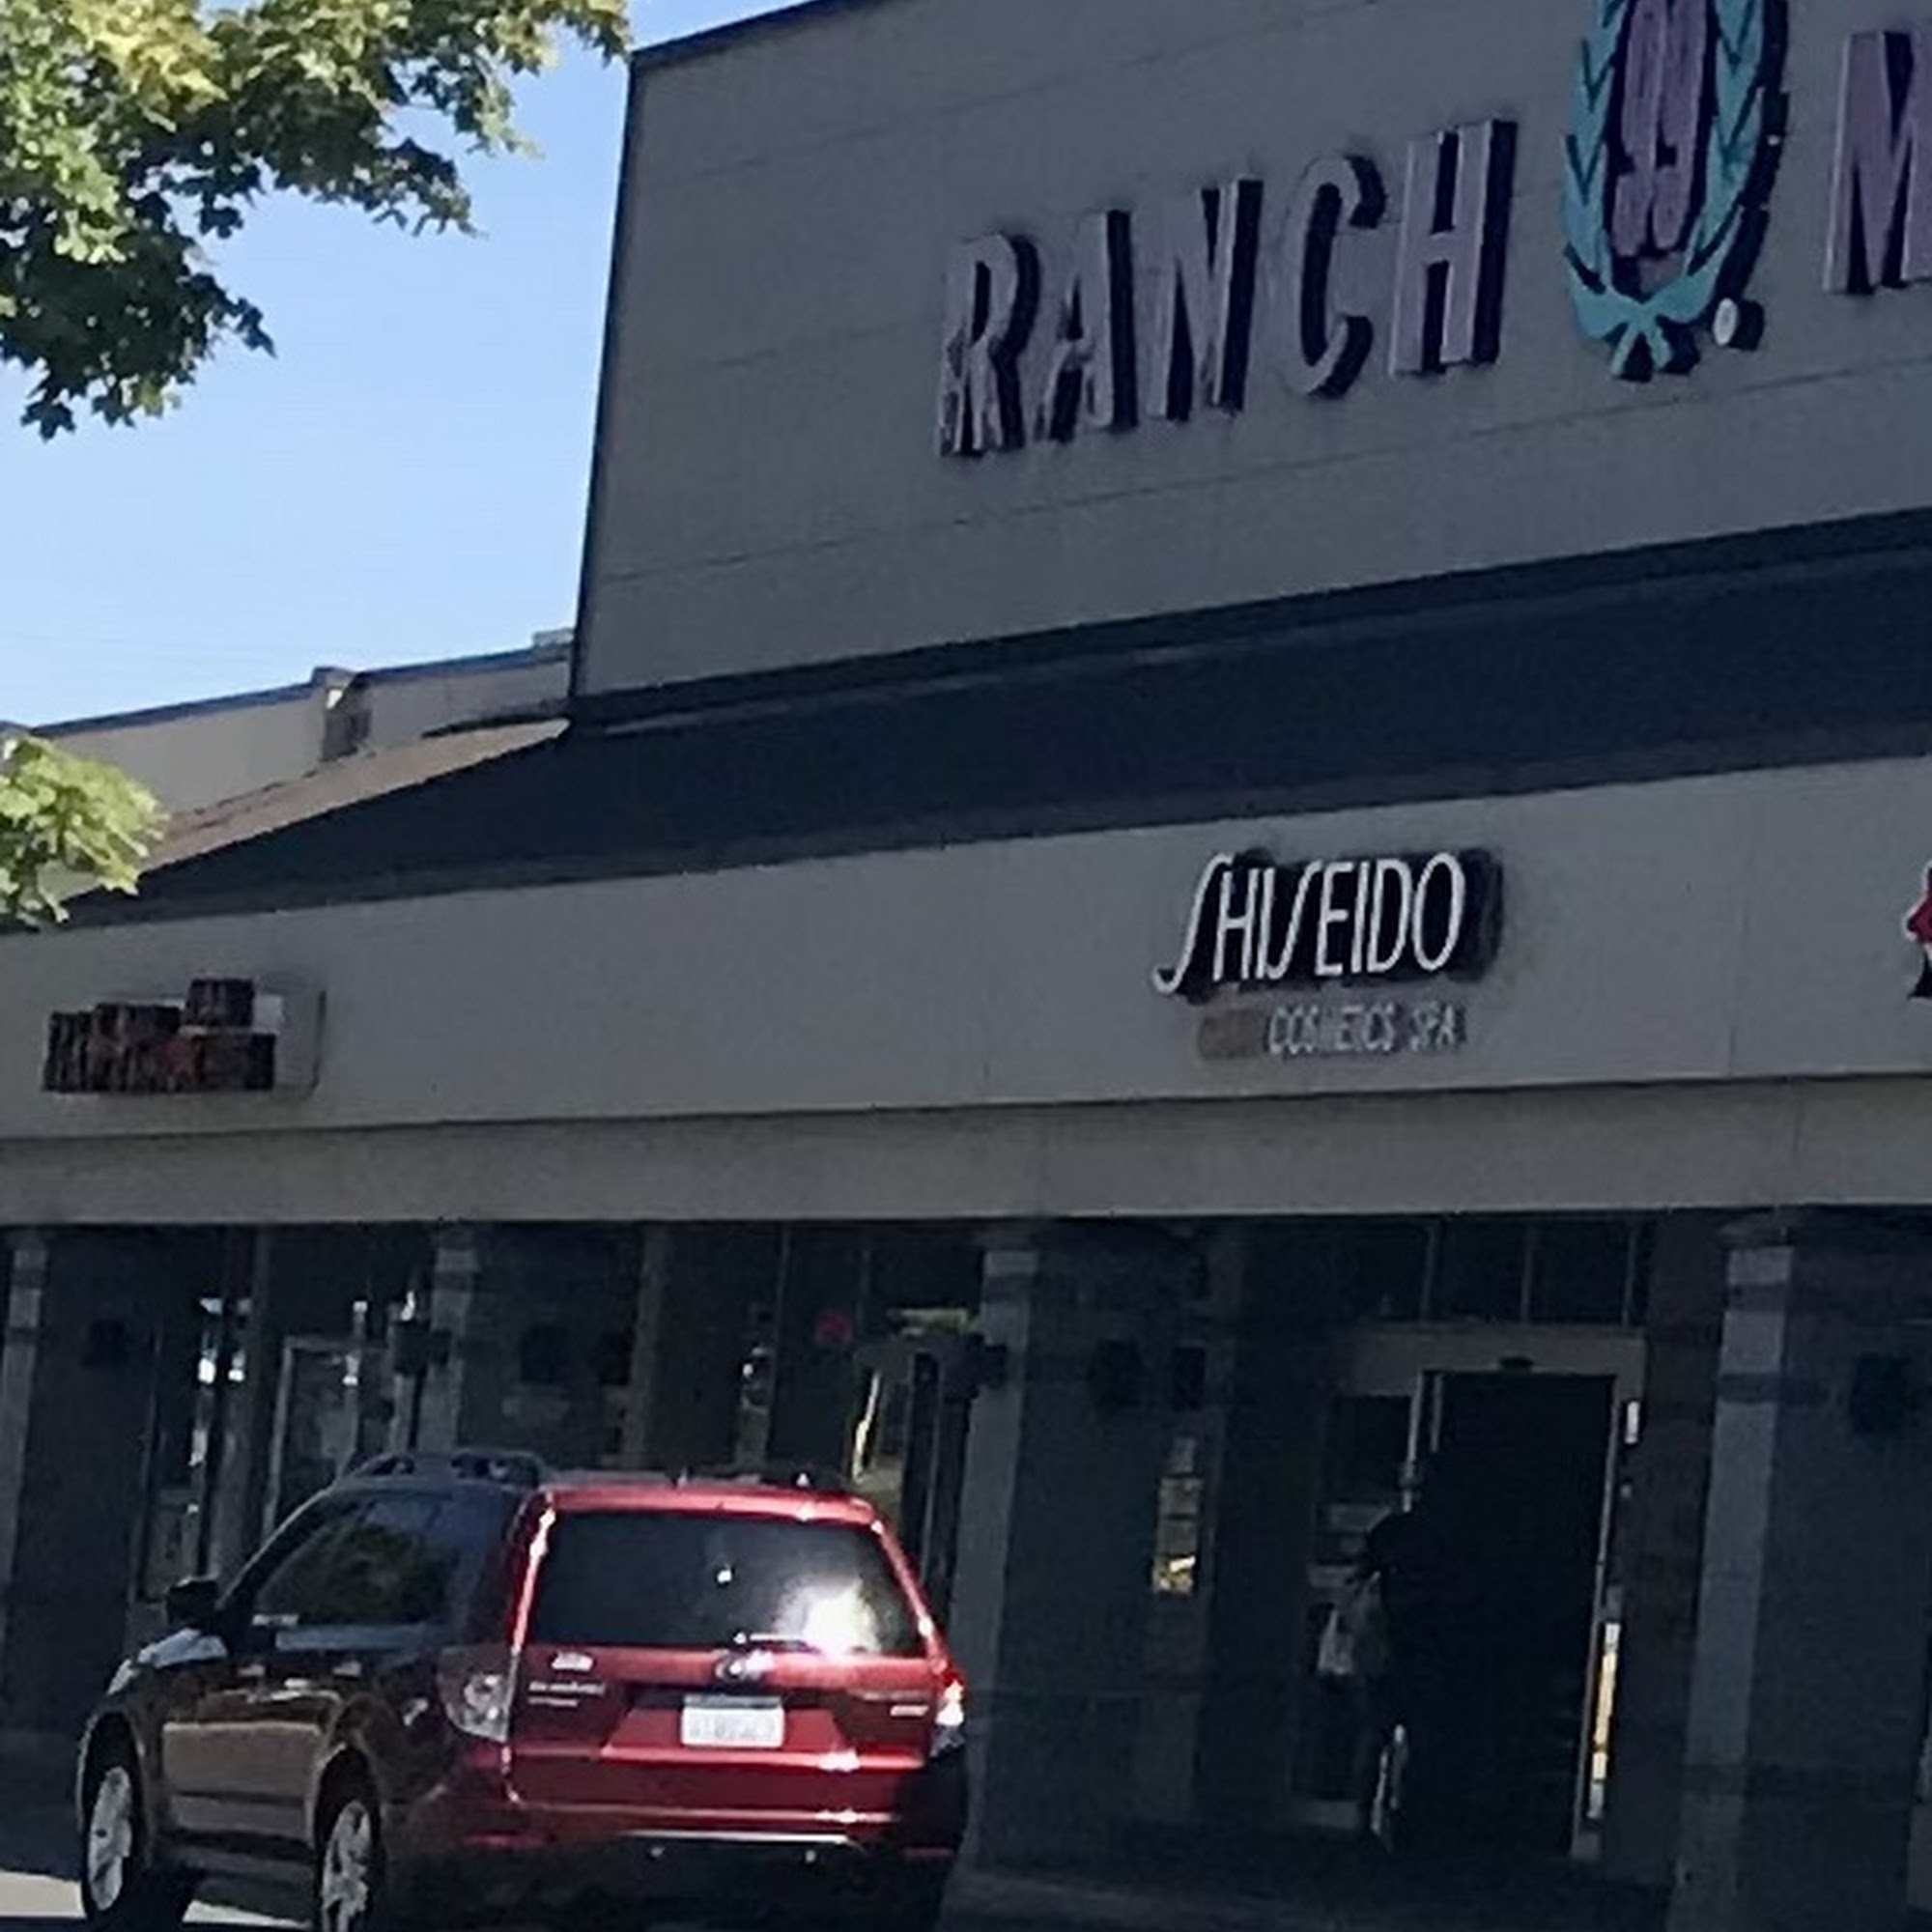 RANCH 99 M
SHISEIDO
COSMETICS SPA